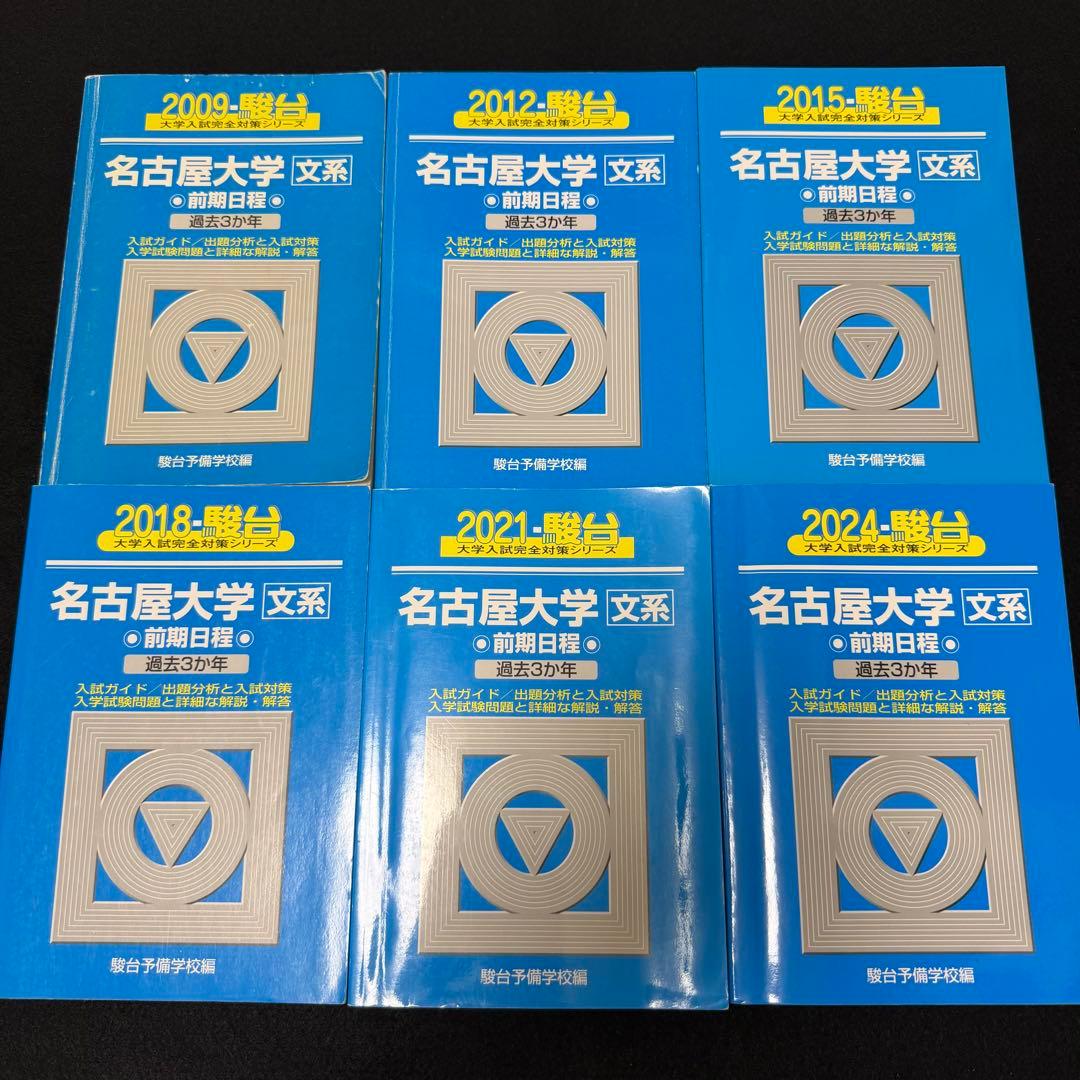 2009-駿台
大学入試完全対策シリーズ
名古屋大学 文系
前期日程
過去3か年
入試ガイド/出題分析と入試対策
入学試験問題と詳細な解説・解答
駿台予備学校編
2012-駿台
大学入試完全対策シリーズ
名古屋大学 文系
前期日程
過去3か年
入試ガイド/出題分析と入試対策
入学試験問題と詳細な解説・解答
駿台予備学校編
2015-駿台
大学入試完全対策シリーズ
名古屋大学 文系
前期日程
過去3か年
入試ガイド/出題分析と入試対策
入学試験問題と詳細な解説・解答
駿台予備学校編
2018-駿台
大学入試完全対策シリーズ
名古屋大学 文系
前期日程
過去3か年
入試ガイド/出題分析と入試対策
入学試験問題と詳細な解説・解答
駿台予備学校編
2021-駿台
大学入試完全対策シリーズ
名古屋大学 文系
前期日程
過去3か年
入試ガイド/出題分析と入試対策
入学試験問題と詳細な解説・解答
駿台予備学校編
2024-駿台
大学入試完全対策シリーズ
名古屋大学 文系
前期日程
過去3か年
入試ガイド/出題分析と入試対策
入学試験問題と詳細な解説・解答
駿台予備学校編